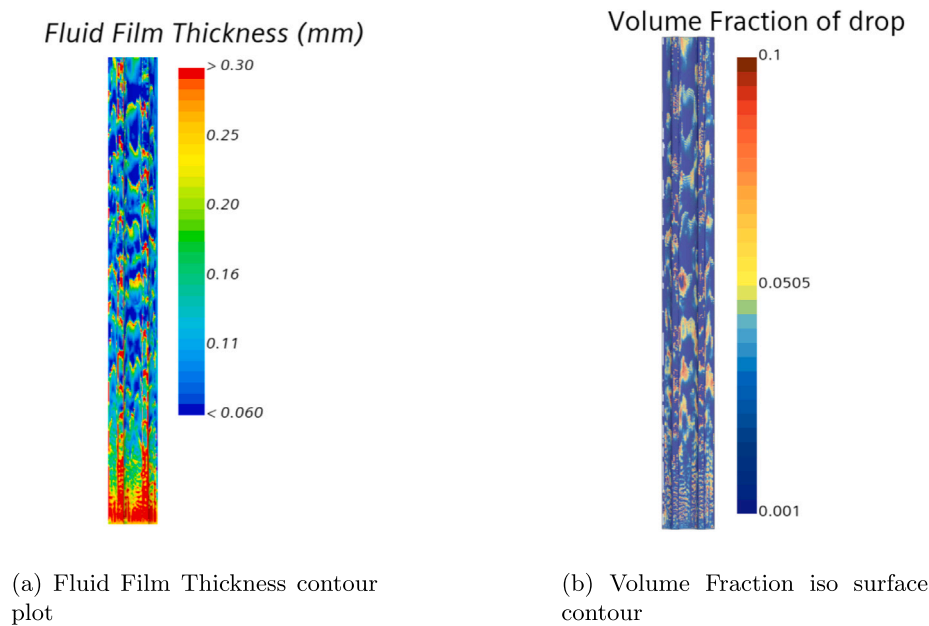 Fluid Film Thickness (mm)
> 0.30
0.25
0.20
0.16
0.11
< 0.060
(a) Fluid Film Thickness contour
plot
Volume Fraction of drop
0.1
0.0505
0.001
(b) Volume Fraction iso surface
contour